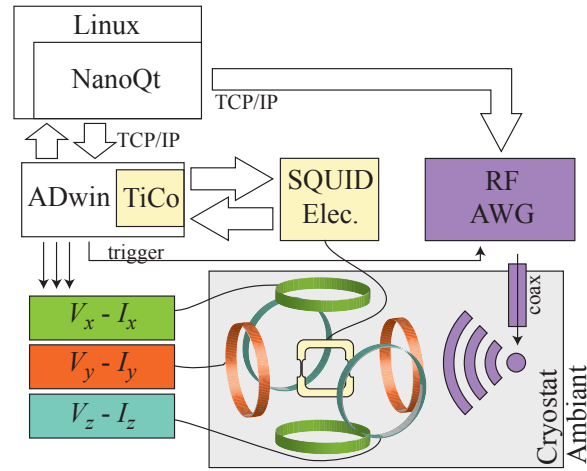 Linux
NanoQt
TCP/IP
TCP/IP
ADwin
TiCo
SQUID
Elec.
RF
AWG
trigger
coax
Vx - Ix
Vy - Iy
Vz - Iz
Cryostat
Ambiant